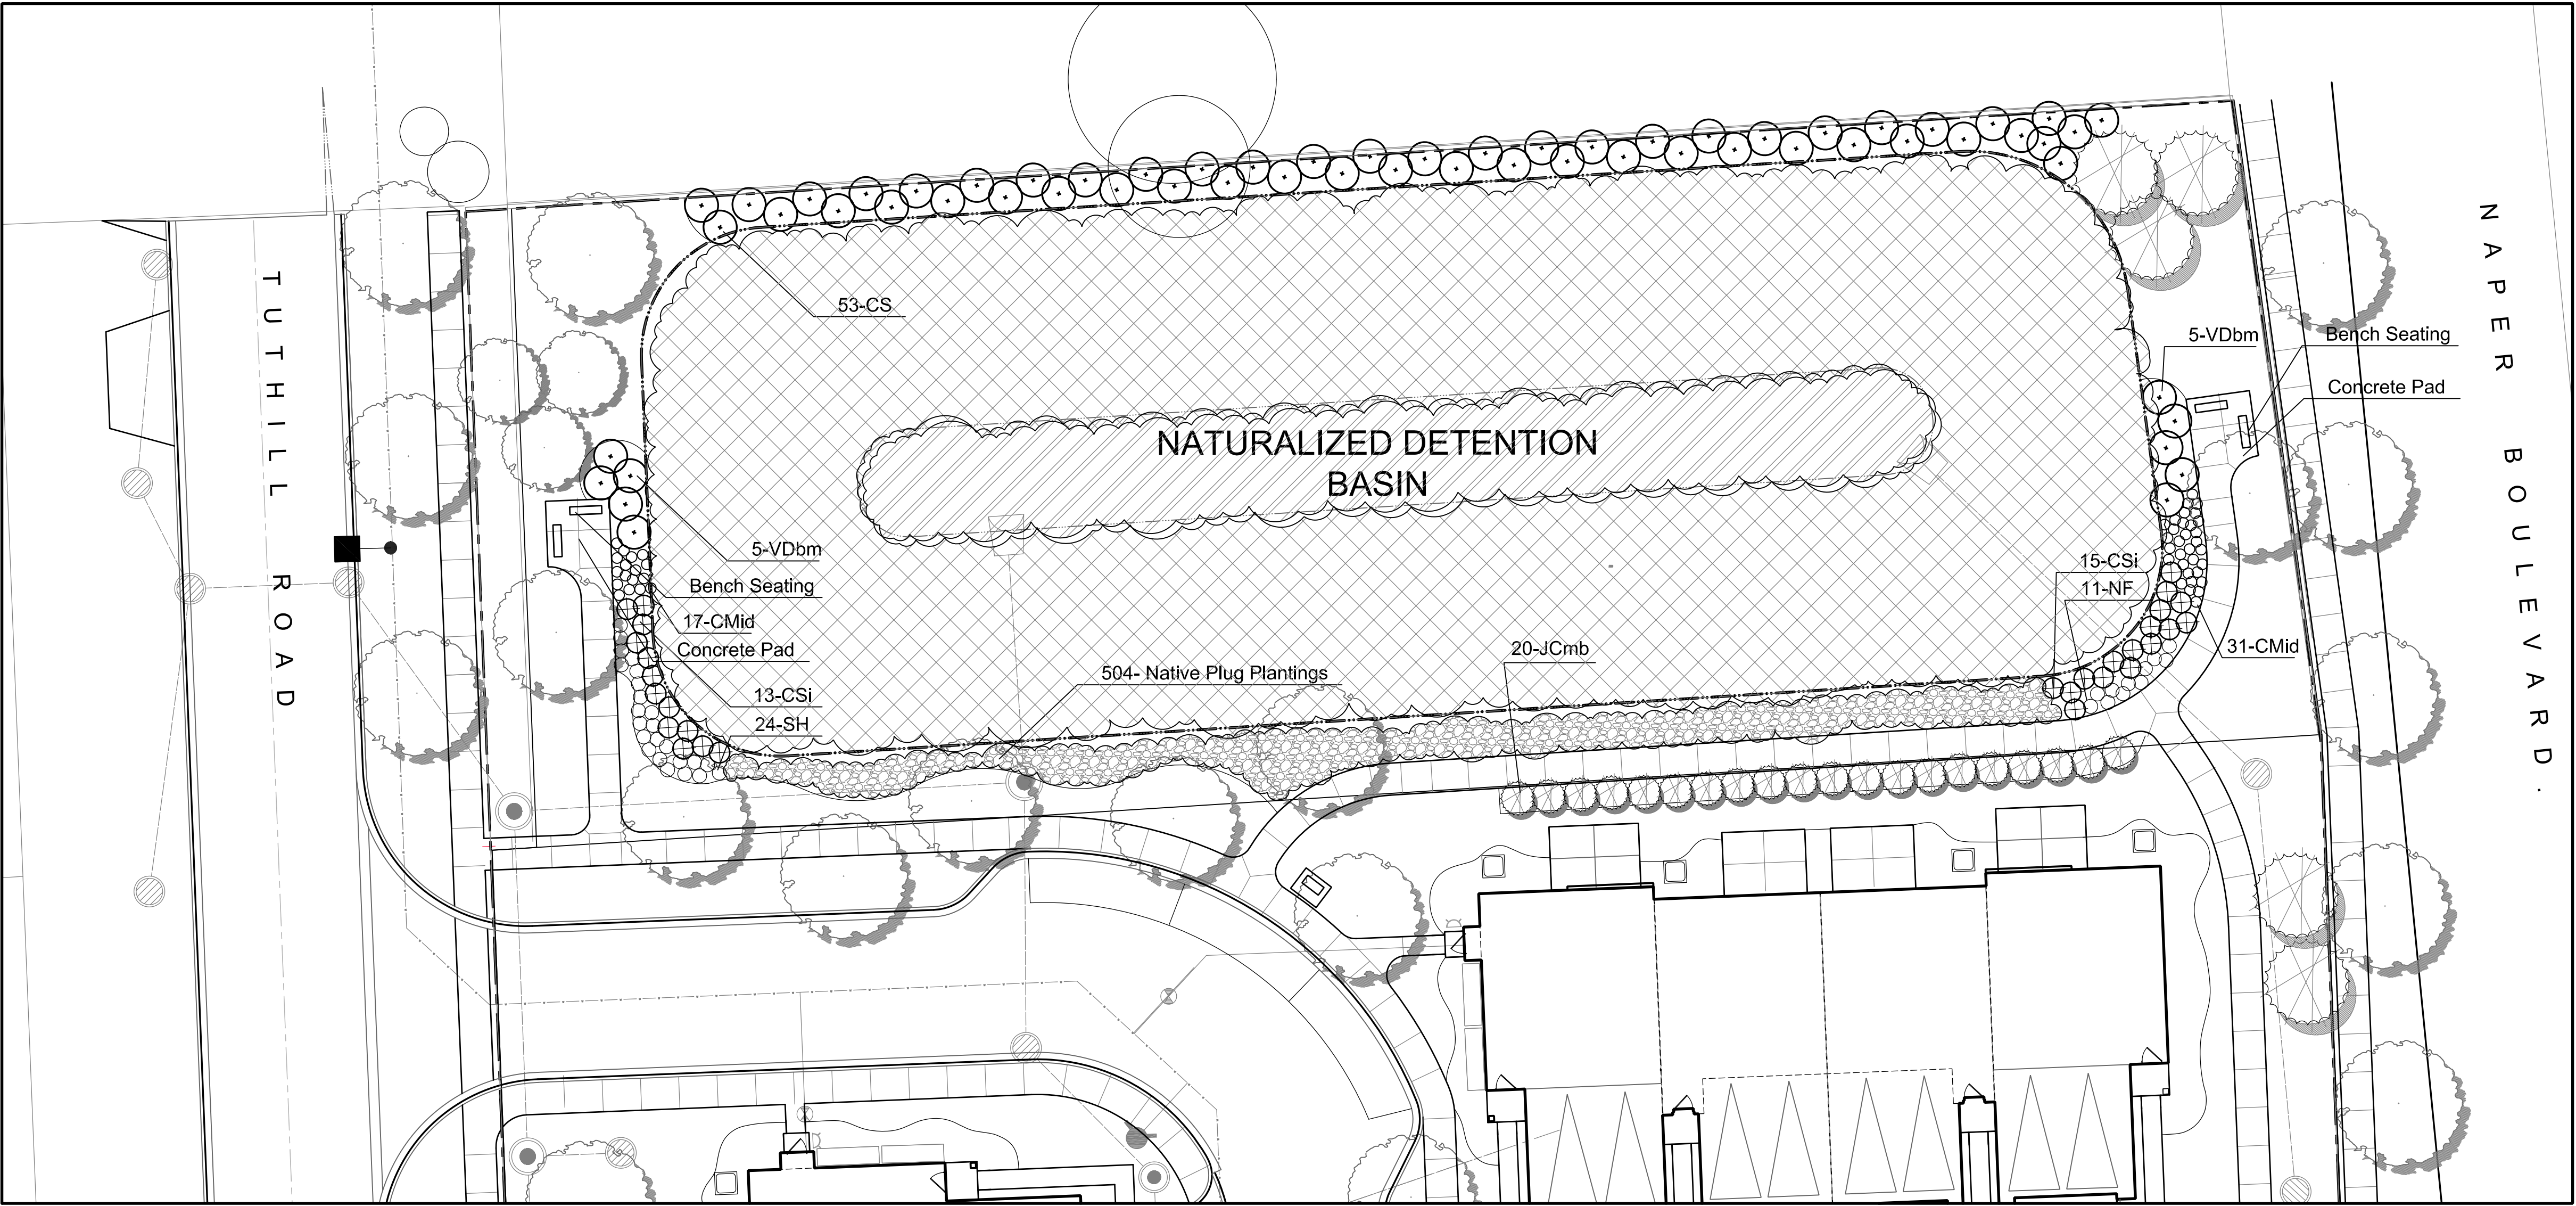 TUTHILL ROAD
53-CS
NATURALIZED DETENTION
BASIN
5-VDbm
Bench Seating
17-CMid
Concrete Pad
13-CSi
24-SH
504- Native Plug Plantings
20-JCmb
15-CSi
11-NF
31-CMid
5-VDbm
Bench Seating
Concrete Pad
NAPER BOULEVARD.